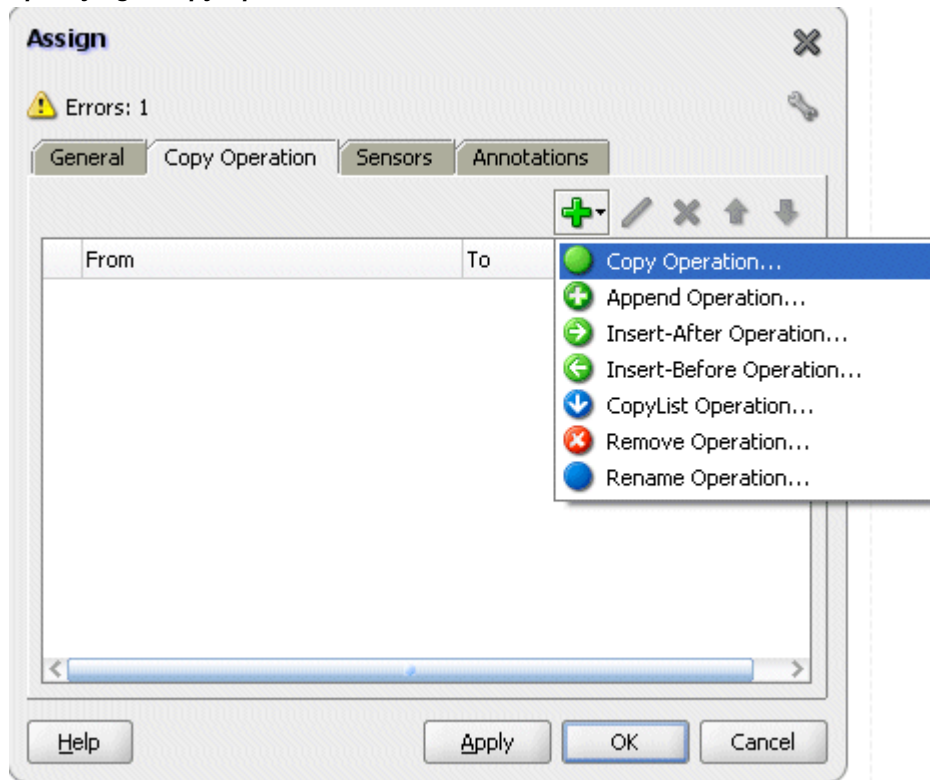 Assign
Errors: 1
General Copy Operation Sensors Annotations
From To
Copy Operation...
Append Operation...
Insert-After Operation...
Insert-Before Operation...
CopyList Operation...
Remove Operation...
Rename Operation...
Help Apply OK Cancel